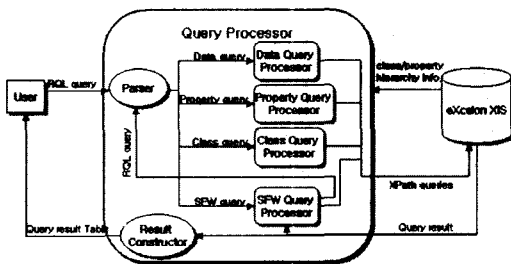 Query Processor
Data query
Data Query
Processor
class/property
hierarchy info.
RQL query
User
Parser
Property query
Property Query
Processor
eXcelon XIS
RQL query
Class query
Class Query
Processor
SFW query
SFW Query
Processor
XPath queries
Query result Table
Result
Constructor
Query result